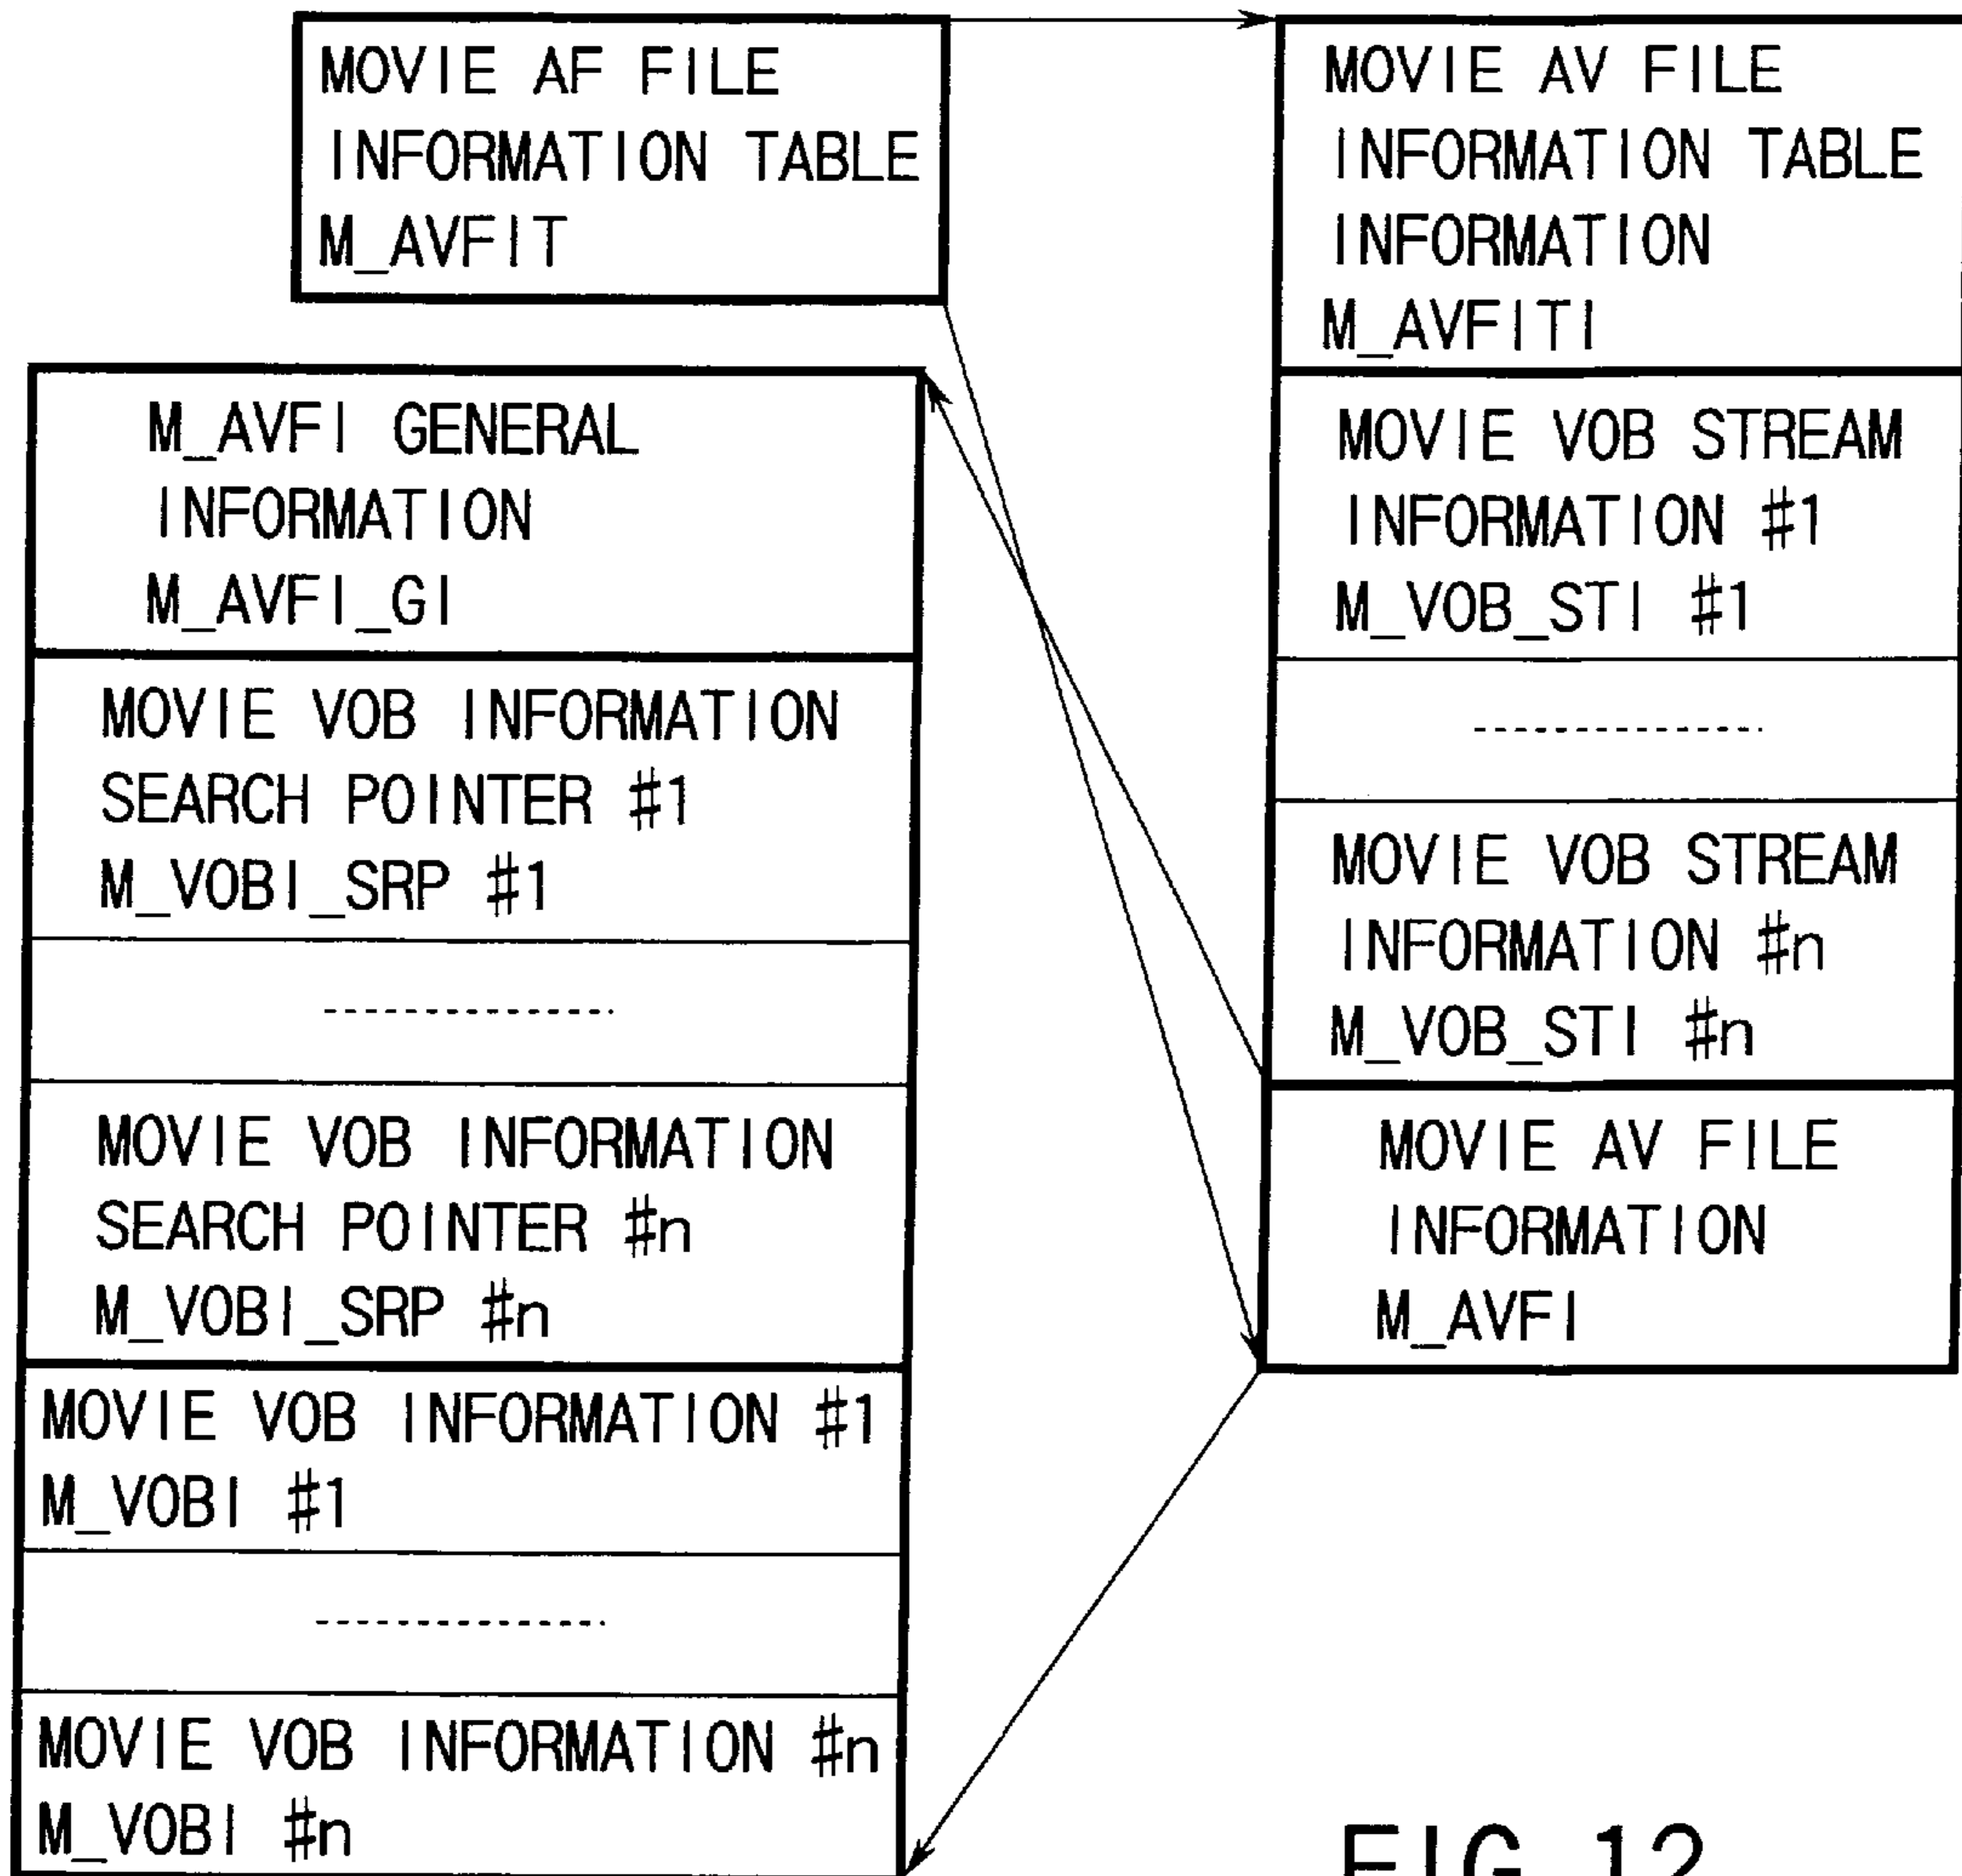 MOVIE AF FILE
INFORMATION TABLE
M_AVFIT
MOVIE AV FILE
INFORMATION TABLE
INFORMATION
M_AVFITI
MOVIE VOB STREAM
INFORMATION #1
M_VOB_STI #1
MOVIE VOB STREAM
INFORMATION #n
M_VOB_STI #n
MOVIE AV FILE
INFORMATION
M_AVFI
M_AVFI GENERAL
INFORMATION
M_AVFI_GI
MOVIE VOB INFORMATION
SEARCH POINTER #1
M_VOBI_SRP #1
MOVIE VOB INFORMATION
SEARCH POINTER #n
M_VOBI_SRP #n
MOVIE VOB INFORMATION #1
M_VOBI #1
MOVIE VOB INFORMATION #n
M_VOBI #n
FIG. 12